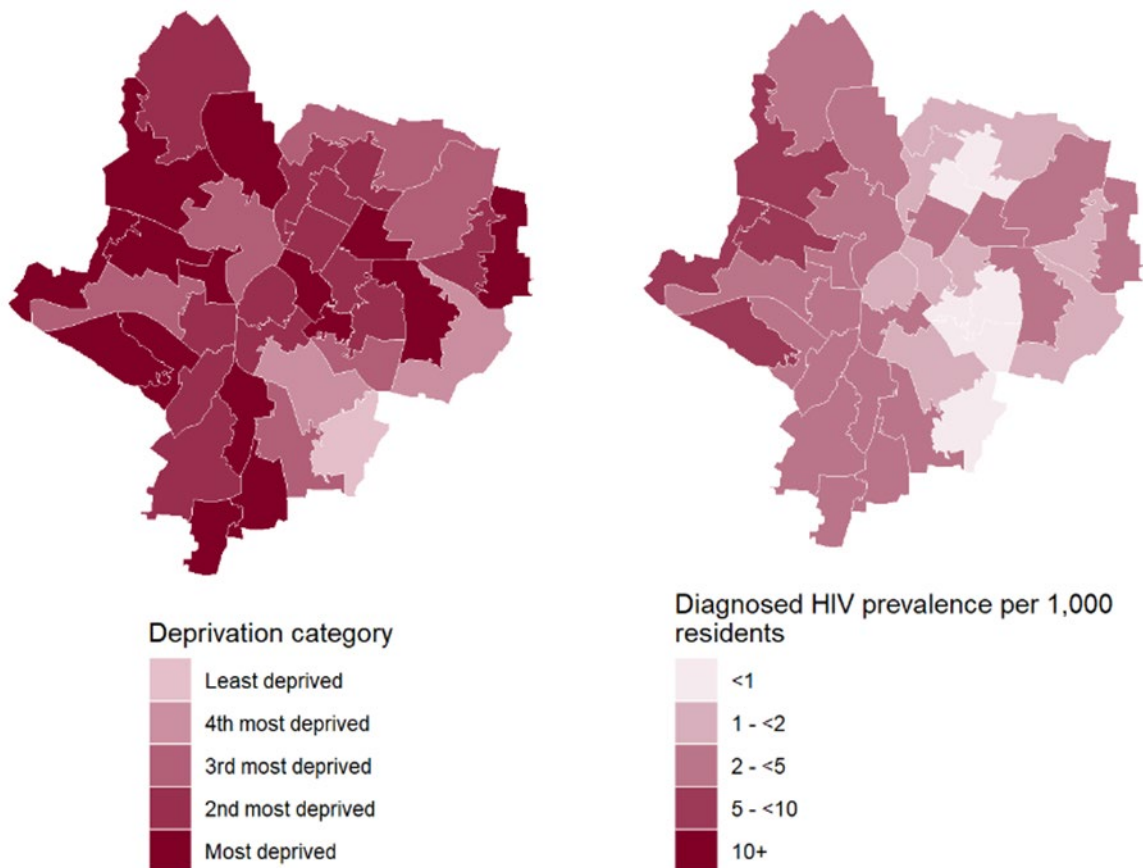 Deprivation category
Least deprived
4th most deprived
3rd most deprived
2nd most deprived
Most deprived
Diagnosed HIV prevalence per 1,000
residents
<1
1 - <2
2 - <5
5 - <10
10+